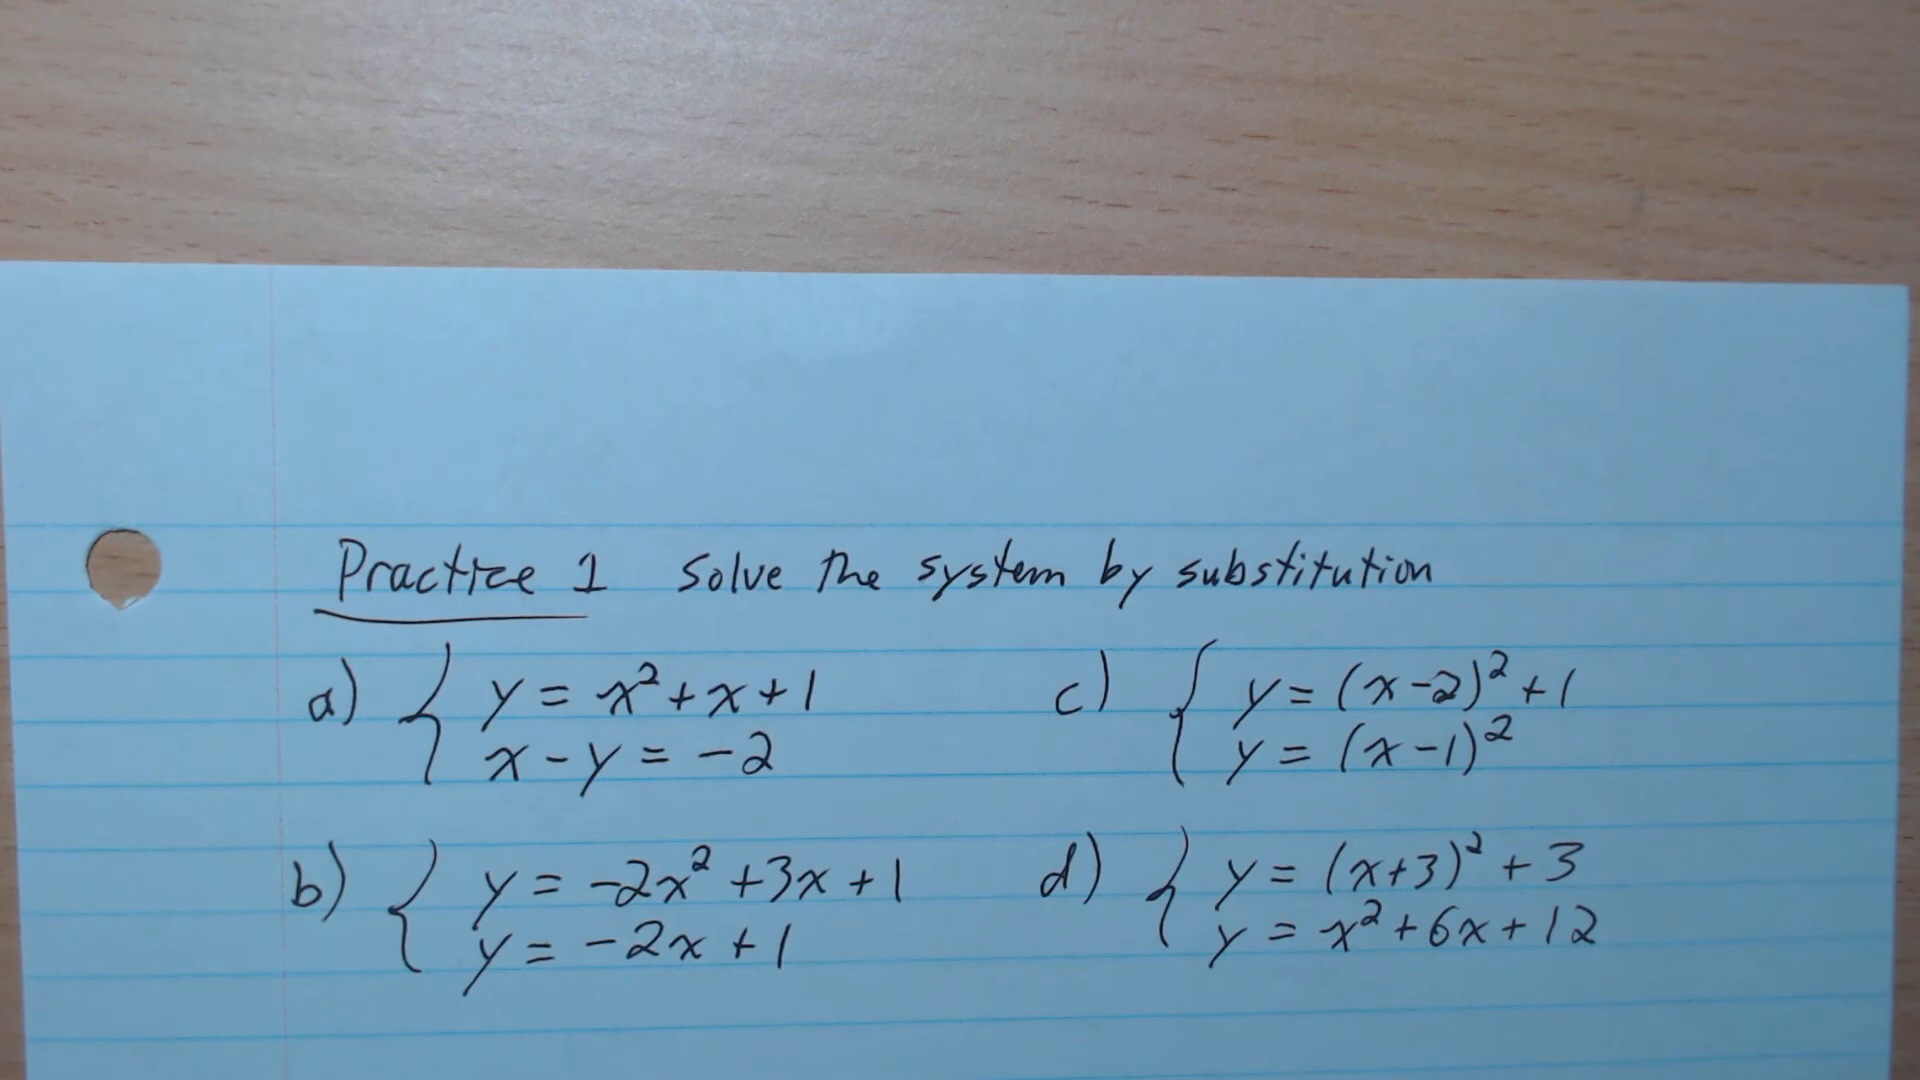 Practice 1 Solve the system by substitution
a) { y = x² + x + 1
x - y = -2
b) { y = -2x² + 3x + 1
y = -2x + 1
c) { y = (x-2)² + 1
y = (x-1)²
d) { y = (x+3)² + 3
y = x² + 6x + 12